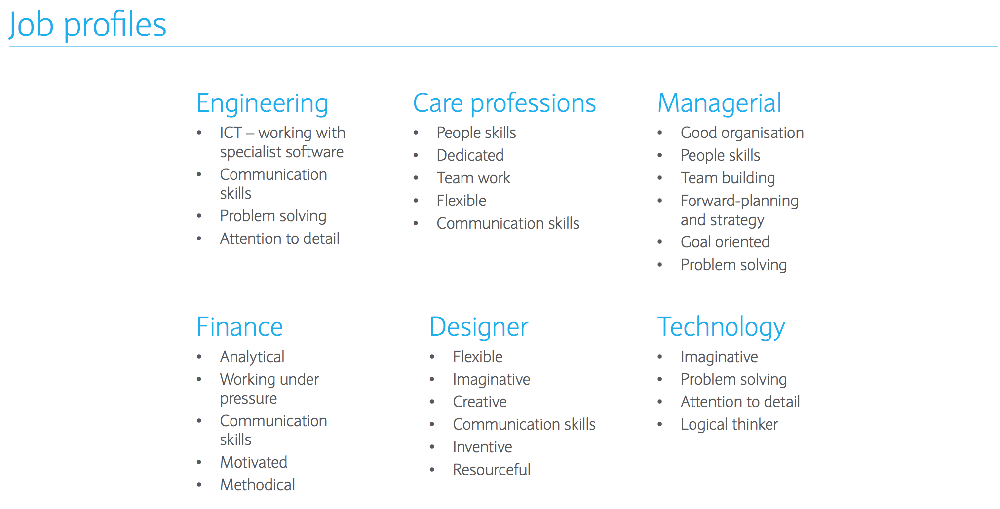 Job profiles
Engineering
• ICT – working with
specialist software
• Communication
skills
• Problem solving
• Attention to detail
Care professions
• People skills
• Dedicated
• Team work
• Flexible
• Communication skills
Managerial
• Good organisation
• People skills
• Team building
• Forward-planning
and strategy
• Goal oriented
• Problem solving
Finance
• Analytical
• Working under
pressure
• Communication
skills
• Motivated
• Methodical
Designer
• Flexible
• Imaginative
• Creative
• Communication skills
• Inventive
• Resourceful
Technology
• Imaginative
• Problem solving
• Attention to detail
• Logical thinker